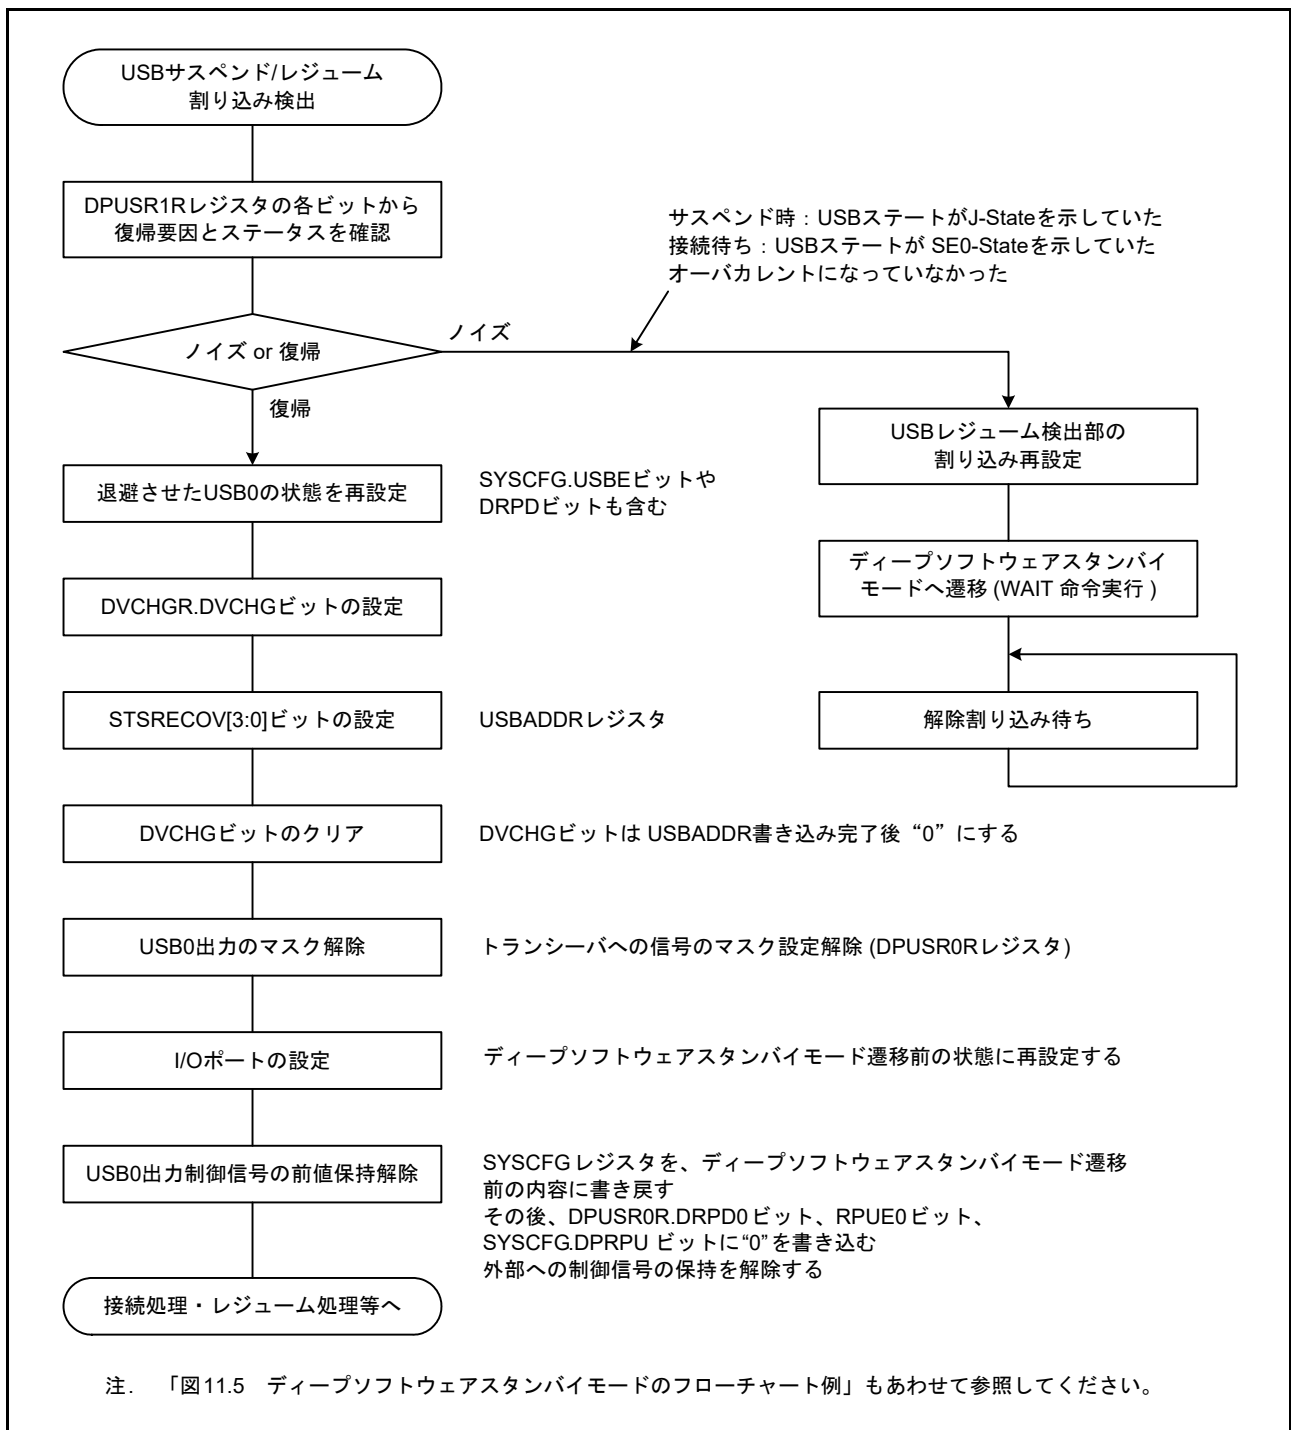 USBサスペンド/レジューム
割り込み検出
DPUSR1Rレジスタの各ビットから
復帰要因とステータスを確認
サスペンド時：USBステートがJ-Stateを示していた
接続待ち：USBステートが SE0-Stateを示していた
オーバカレントになっていなかった
ノイズ or 復帰
ノイズ
復帰
USBレジューム検出部の
割り込み再設定
ディープソフトウェアスタンバイ
モードへ遷移 (WAIT 命令実行 )
解除割り込み待ち
退避させたUSB0の状態を再設定
SYSCFG.USBEビットや
DRPDビットも含む
DVCHGR.DVCHGビットの設定
STSRECOV[3:0]ビットの設定
USBADDRレジスタ
DVCHGビットのクリア
DVCHGビットは USBADDR書き込み完了後“0”にする
USB0出力のマスク解除
トランシーバへの信号のマスク設定解除 (DPUSR0Rレジスタ)
I/Oポートの設定
ディープソフトウェアスタンバイモード遷移前の状態に再設定する
USB0出力制御信号の前値保持解除
SYSCFGレジスタを、ディープソフトウェアスタンバイモード遷移
前の内容に書き戻す
その後、DPUSR0R.DRPD0ビット、RPUE0ビット、
SYSCFG.DPRPU ビットに“0”を書き込む
外部への制御信号の保持を解除する
接続処理・レジューム処理等へ
注． 「図11.5 ディープソフトウェアスタンバイモードのフローチャート例」もあわせて参照してください。